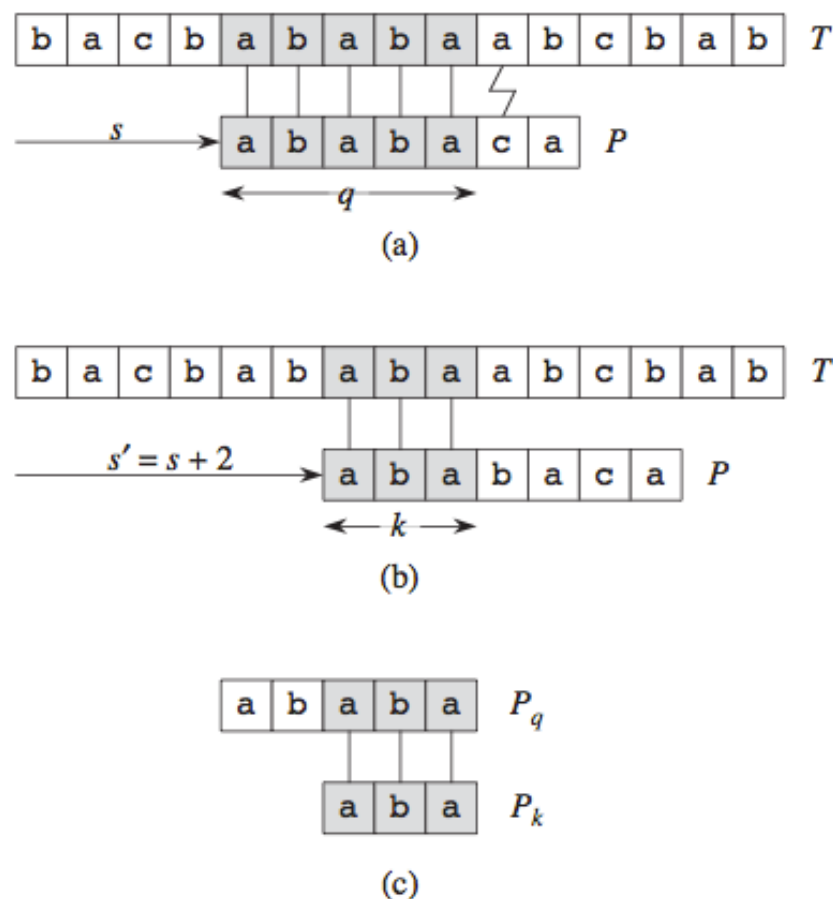 b a c b a b a b a a b c b a b T
s a b a b a c a P
q
(a)
b a c b a b a b a a b c b a b T
s′ = s + 2 a b a b a c a P
k
(b)
a b a b a P_q
a b a P_k
(c)